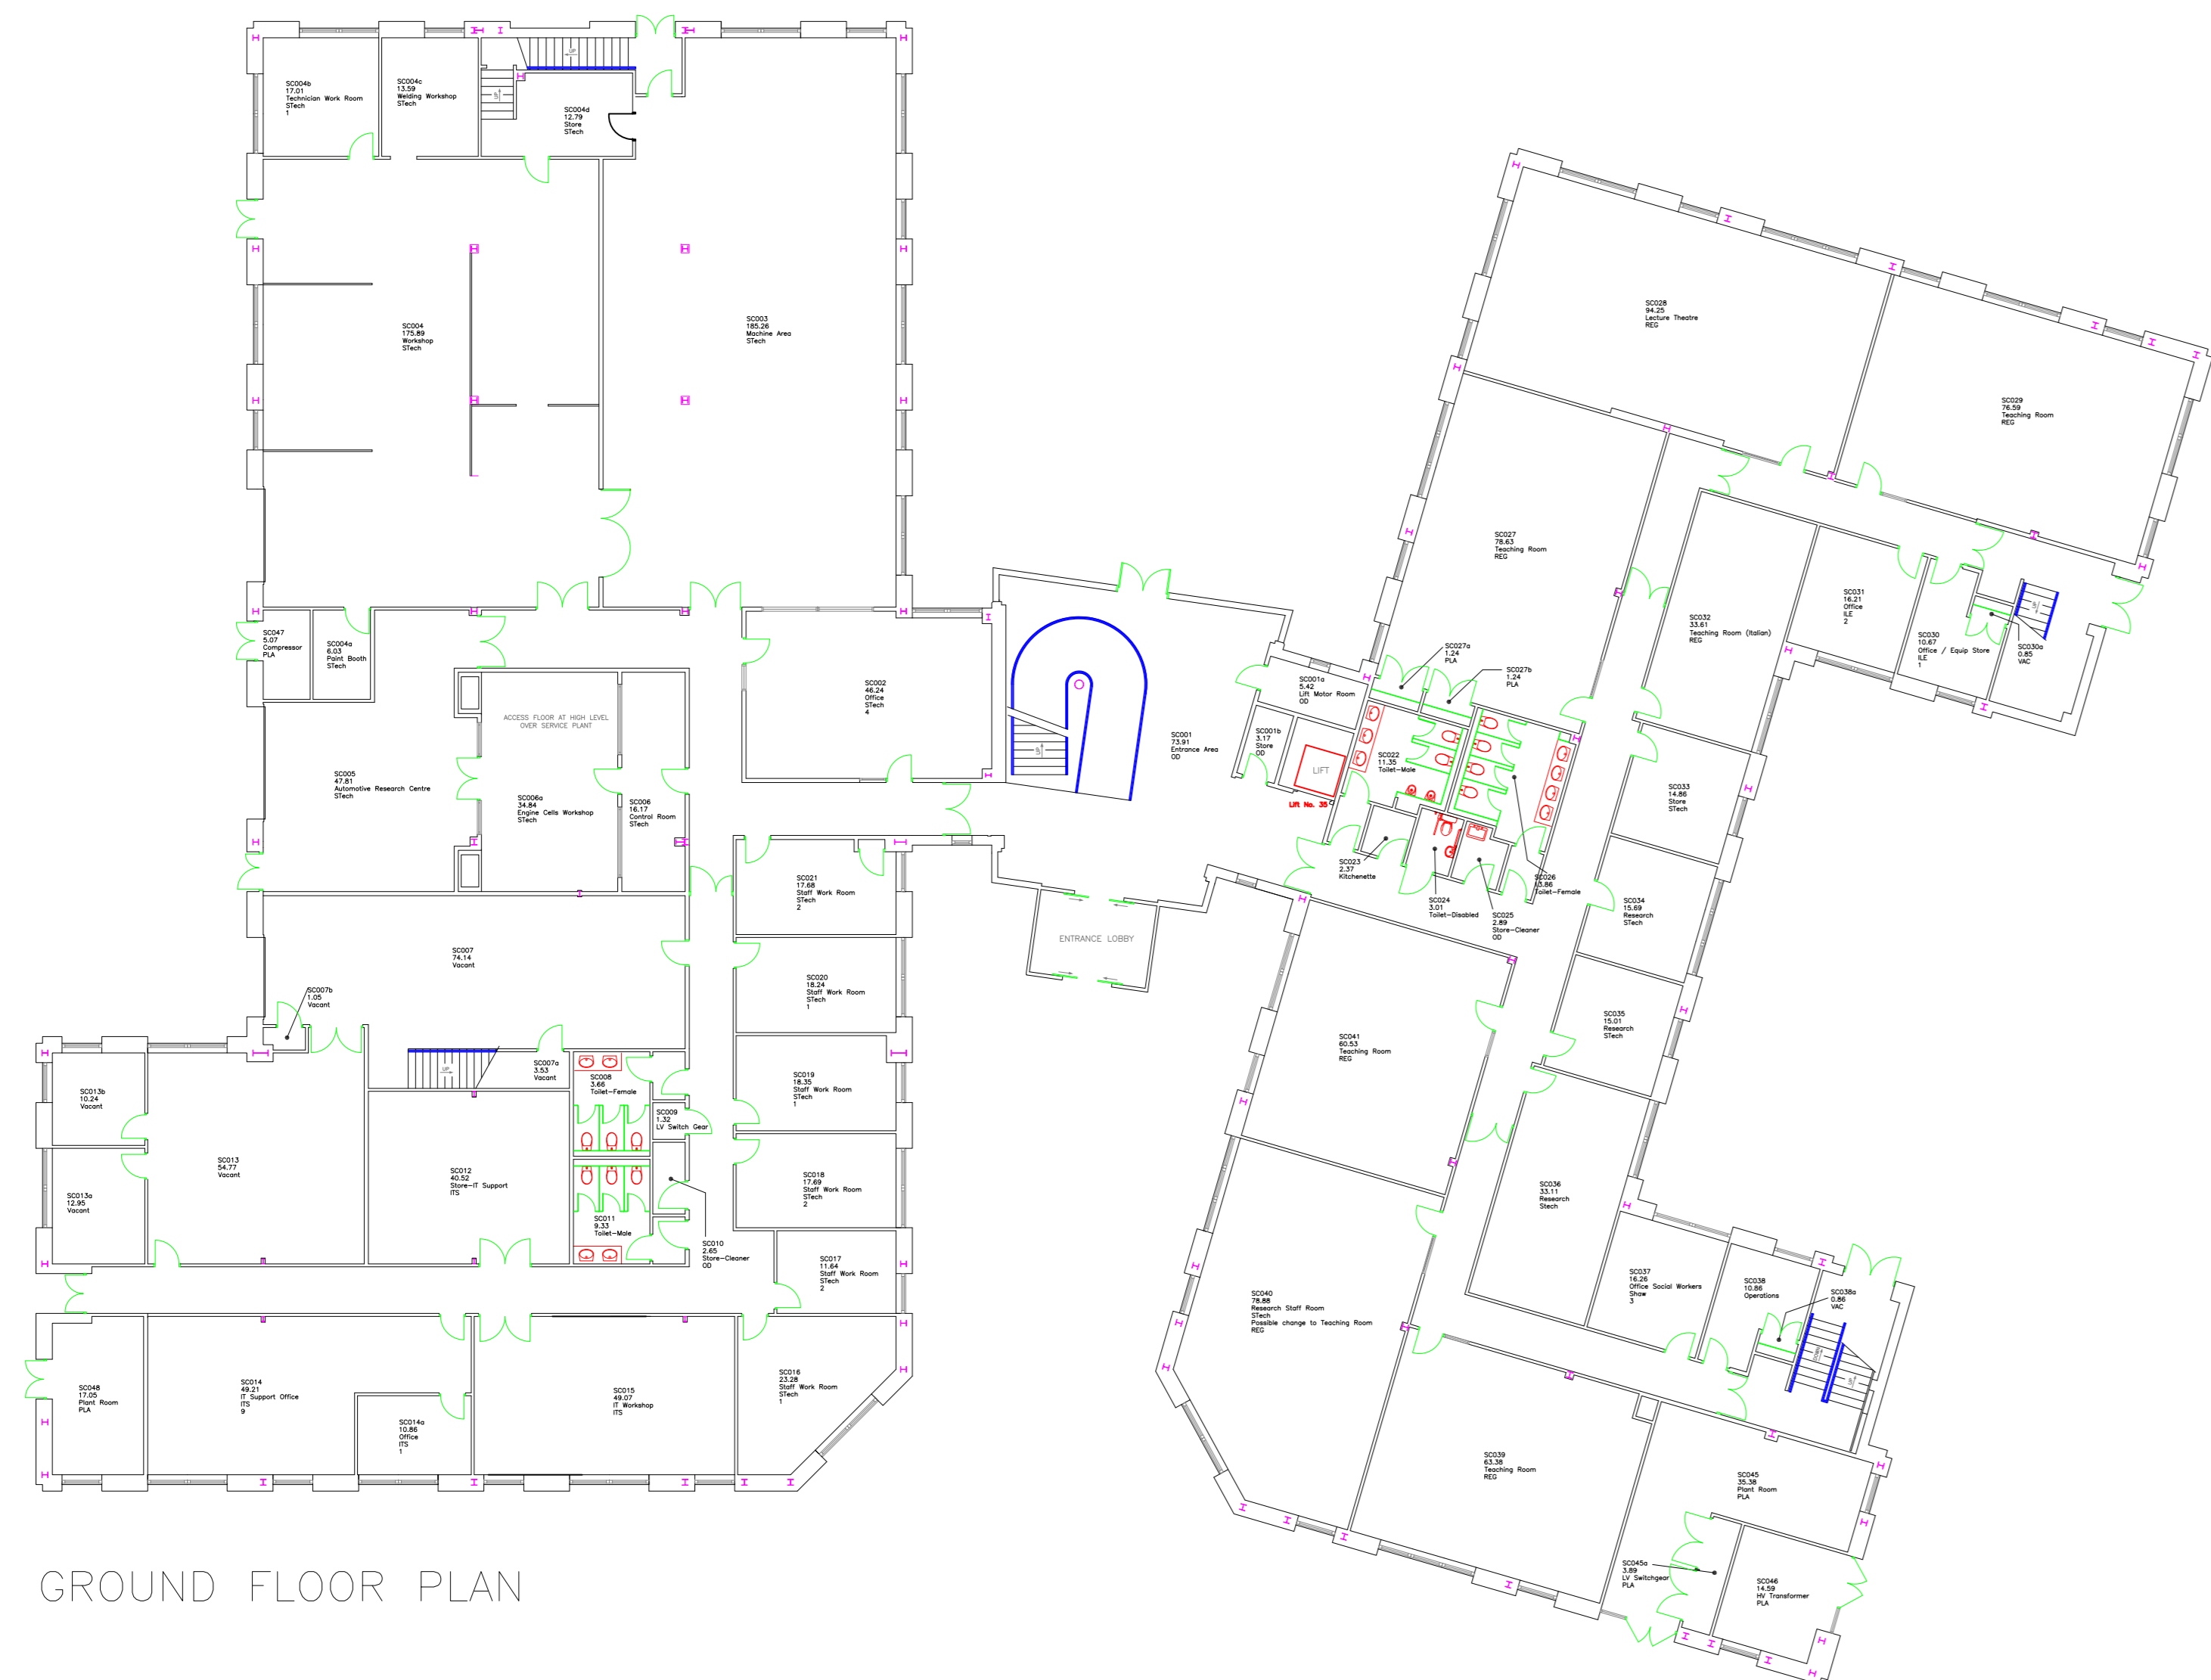 SC004b
17.01
Technician Work Room
STech
1
SC004c
13.59
Welding Workshop
STech
UP
UP
SC004d
12.79
Store
STech
SC004
175.89
Workshop
STech
SC003
185.26
Machine Area
STech
SC028
94.25
Lecture Theatre
REG
SC029
76.59
Teaching Room
REG
SC027
78.63
Teaching Room
REG
SC032
33.61
Teaching Room (Italian)
REG
SC031
16.21
Office
ILE
2
SC030
10.67
Office / Equip Store
ILE
1
UP
SC030a
0.85
VAC
SC047
5.07
Compressor
PLA
SC004a
6.03
Paint Booth
STech
SC027a
1.24
PLA
SC027b
1.24
PLA
SC001a
5.42
Lift Motor Room
OD
SC002
46.24
Office
STech
4
ACCESS FLOOR AT HIGH LEVEL
OVER SERVICE PLANT
UP
SC001
73.91
Entrance Area
OD
SC001b
3.17
Store
OD
LIFT
Lift No. 35
SC022
11.35
Toilet-Male
SC005
47.81
Automotive Research Centre
STech
SC006a
34.84
Engine Cells Workshop
STech
SC006
16.17
Control Room
STech
SC033
14.86
Store
STech
SC023
2.37
Kitchenette
SC024
3.01
Toilet-Disabled
SC025
2.89
Store-Cleaner
OD
SC026
13.86
Toilet-Female
SC034
15.69
Research
STech
SC021
17.68
Staff Work Room
STech
2
ENTRANCE LOBBY
SC007
74.14
Vacant
SC007b
1.05
Vacant
SC020
18.24
Staff Work Room
STech
1
SC035
15.01
Research
STech
SC041
60.53
Teaching Room
REG
UP
SC007a
3.53
Vacant
SC008
3.66
Toilet-Female
SC009
1.32
LV Switch Gear
SC019
18.35
Staff Work Room
STech
1
SC013b
10.24
Vacant
SC013
54.77
Vacant
SC013a
12.95
Vacant
SC012
40.52
Store-IT Support
ITS
SC018
17.69
Staff Work Room
STech
2
SC036
33.11
Research
Stech
SC011
9.33
Toilet-Male
SC010
2.65
Store-Cleaner
OD
SC017
11.64
Staff Work Room
STech
2
SC037
16.26
Office Social Workers
Shaw
3
SC038
10.86
Operations
SC038a
0.86
VAC
DOWN
UP
SC040
78.88
Research Staff Room
STech
Possible change to Teaching Room
REG
SC048
17.05
Plant Room
PLA
SC014
49.21
IT Support Office
ITS
9
SC014a
10.86
Office
ITS
1
SC015
49.07
IT Workshop
ITS
SC016
23.28
Staff Work Room
STech
1
SC039
63.38
Teaching Room
REG
SC045
35.38
Plant Room
PLA
SC045a
3.89
LV Switchgear
PLA
SC046
14.59
HV Transformer
PLA
GROUND FLOOR PLAN